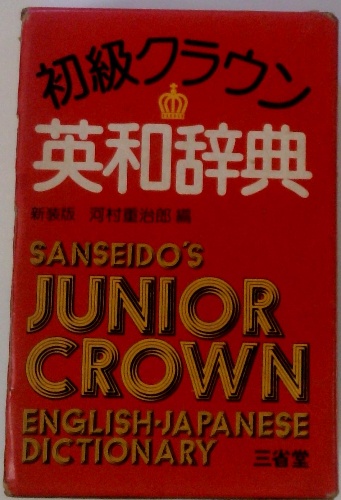 初級クラウン
英和辞典
新装版 河村重治郎 編
SANSEIDO'S
JUNIOR
CROWN
ENGLISH-JAPANESE
DICTIONARY
三省堂